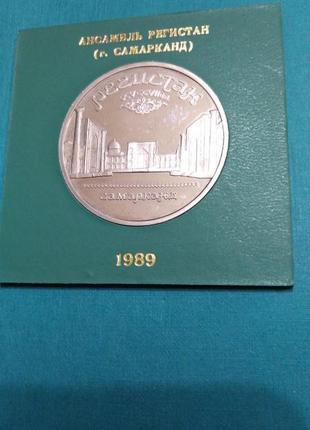 АНСАМБЛЬ РЕГИСТАН
(г. САМАРКАНД)
РЕГИСТАН
самарканд
1989